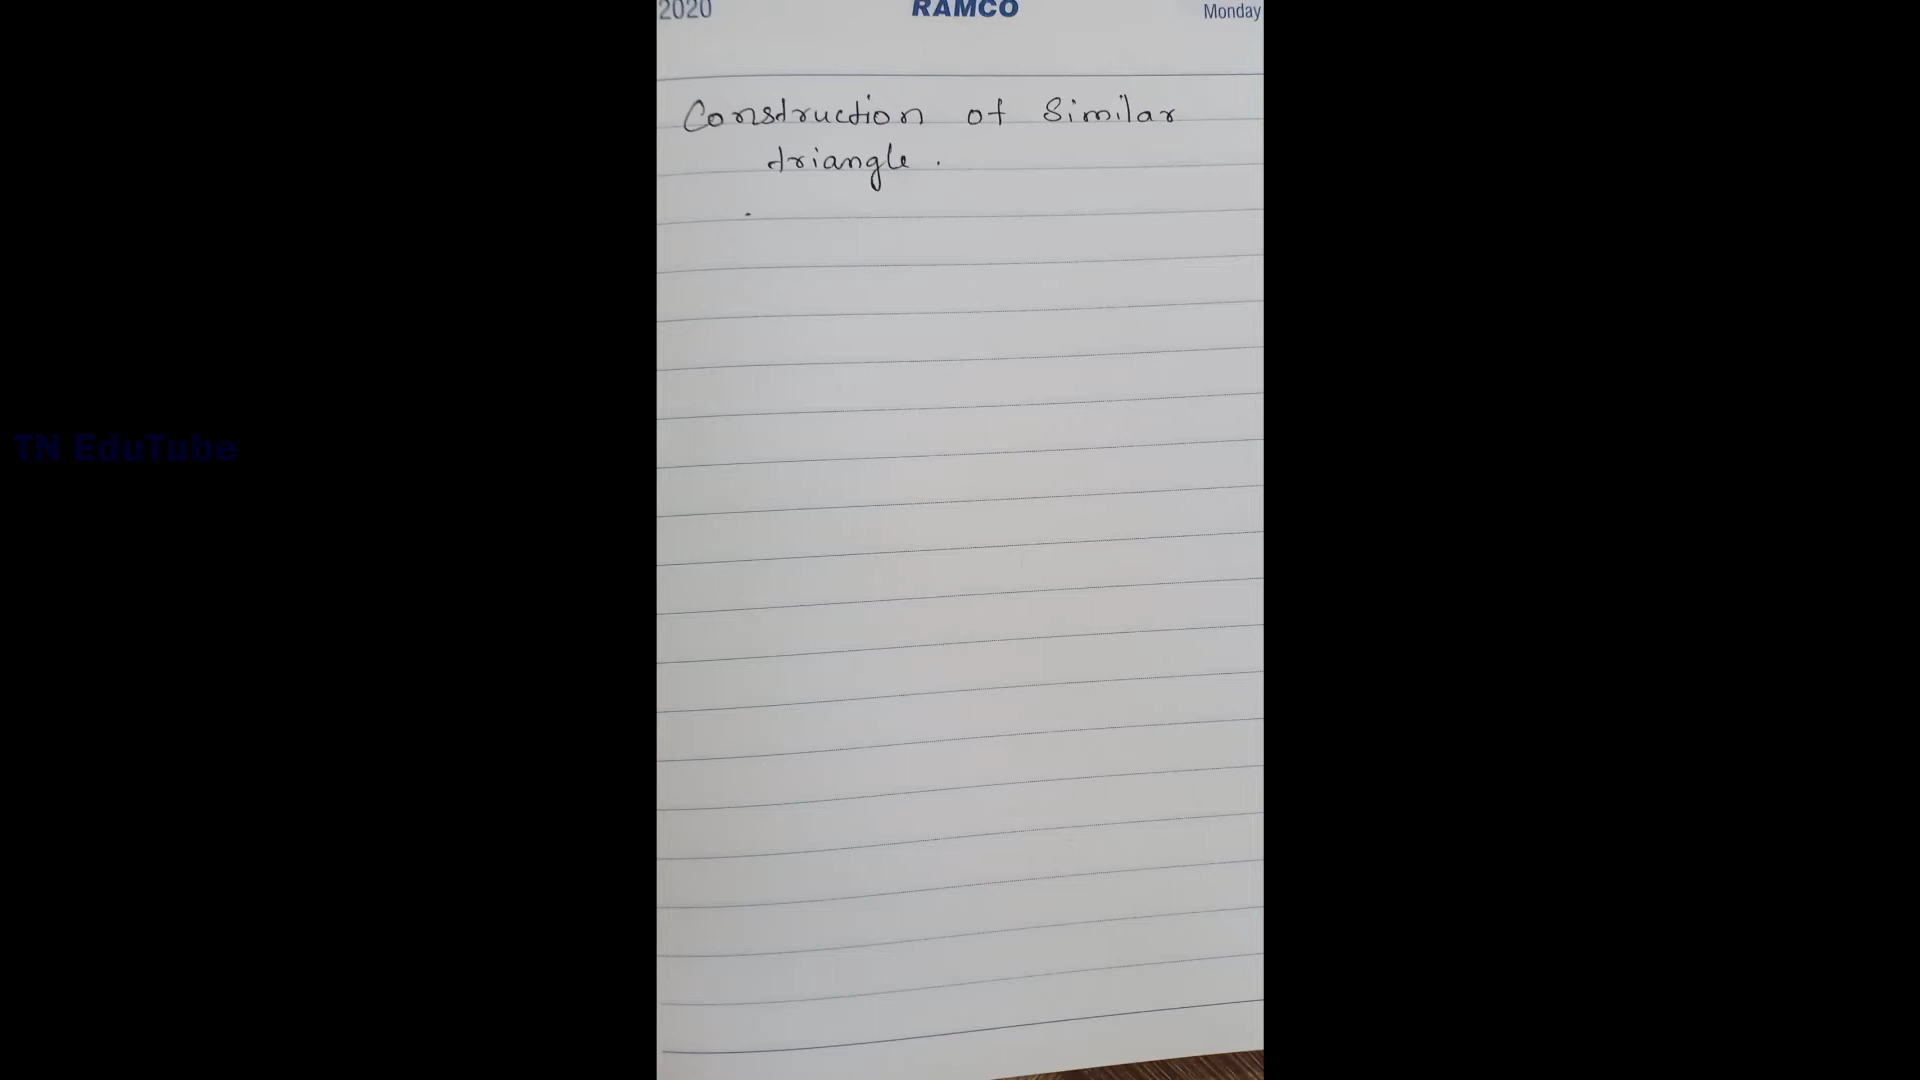 2020 RAMCO Monday
Construction of Similar
triangle .
TN EduTube